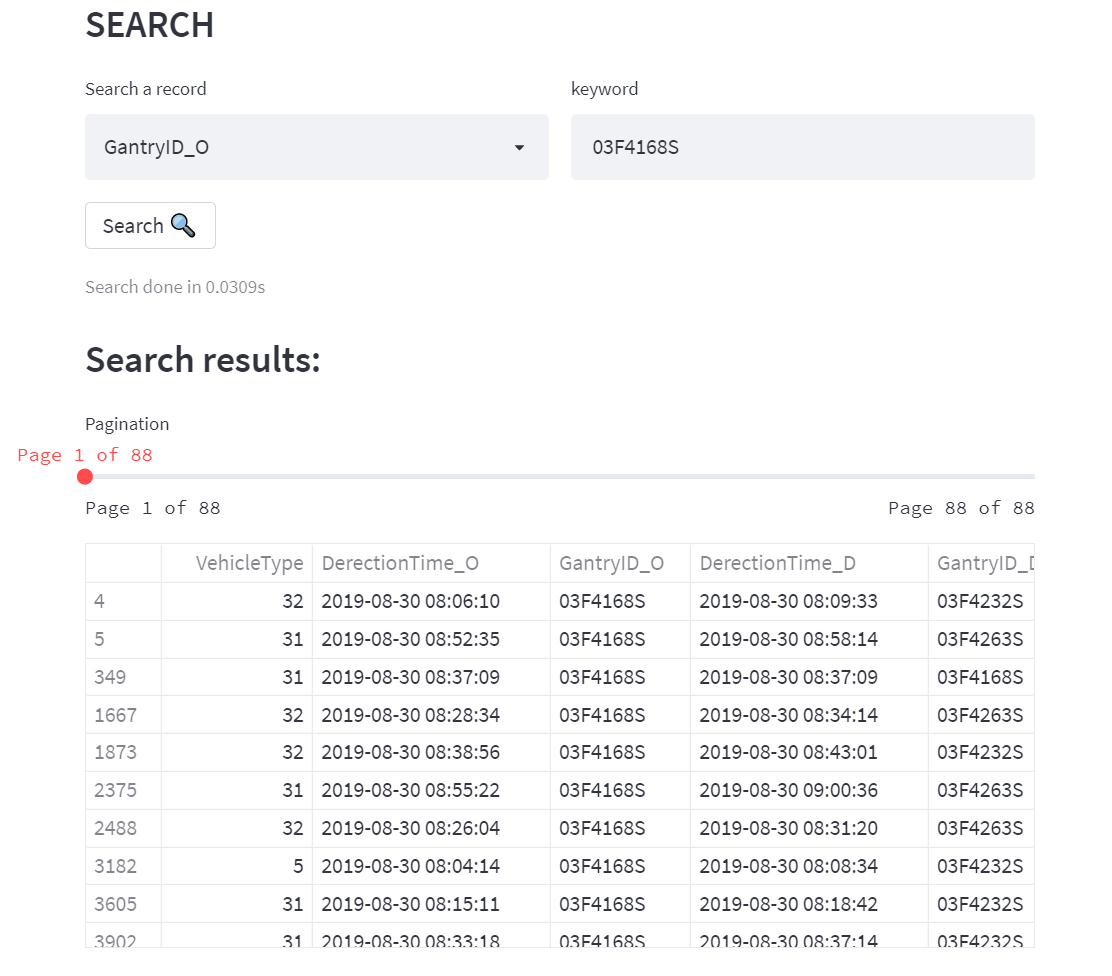 SEARCH
Search a record
keyword
GantryID_O
03F4168S
Search
Search done in 0.0309s
Search results:
Pagination
Page 1 of 88
Page 1 of 88 Page 88 of 88
VehicleType DerectionTime_O GantryID_O DerectionTime_D GantryID_D
4 32 2019-08-30 08:06:10 03F4168S 2019-08-30 08:09:33 03F4232S
5 31 2019-08-30 08:52:35 03F4168S 2019-08-30 08:58:14 03F4263S
349 31 2019-08-30 08:37:09 03F4168S 2019-08-30 08:37:09 03F4168S
1667 32 2019-08-30 08:28:34 03F4168S 2019-08-30 08:34:14 03F4263S
1873 32 2019-08-30 08:38:56 03F4168S 2019-08-30 08:43:01 03F4232S
2375 31 2019-08-30 08:55:22 03F4168S 2019-08-30 09:00:36 03F4263S
2488 32 2019-08-30 08:26:04 03F4168S 2019-08-30 08:31:20 03F4263S
3182 5 2019-08-30 08:04:14 03F4168S 2019-08-30 08:08:34 03F4232S
3605 31 2019-08-30 08:15:11 03F4168S 2019-08-30 08:18:42 03F4232S
3902 31 2019-08-30 08:33:18 03F4168S 2019-08-30 08:37:14 03F4232S